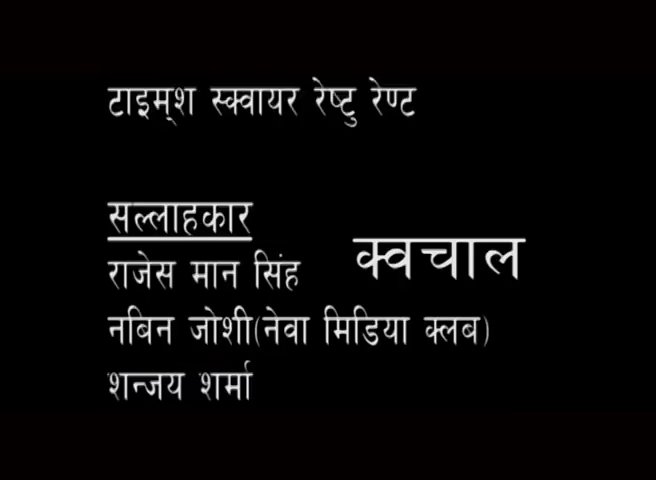 टाइम्‌श स्क्वायर रेष्टु रेण्ट
सल्लाहकार
क्वचाल
राजेस मान सिंह
नबिन जोशी(नेवा मिडिया क्लब)
शन्जय शर्मा